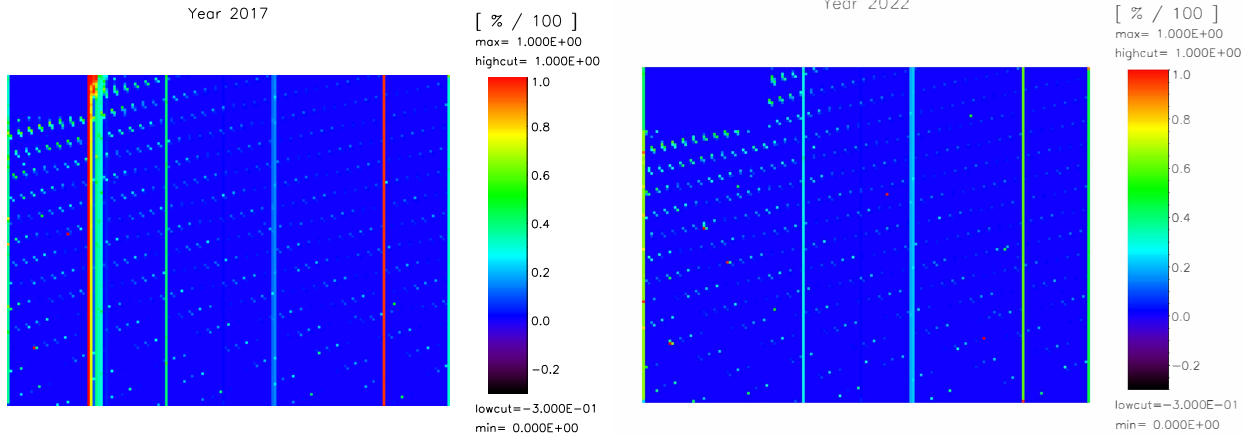 Year 2017
[ % / 100 ]
max= 1.000E+00
highcut= 1.000E+00
1.0
0.8
0.6
0.4
0.2
0.0
−0.2
lowcut=−3.000E−01
min= 0.000E+00
Year 2022
[ % / 100 ]
max= 1.000E+00
highcut= 1.000E+00
1.0
0.8
0.6
0.4
0.2
0.0
−0.2
lowcut=−3.000E−01
min= 0.000E+00